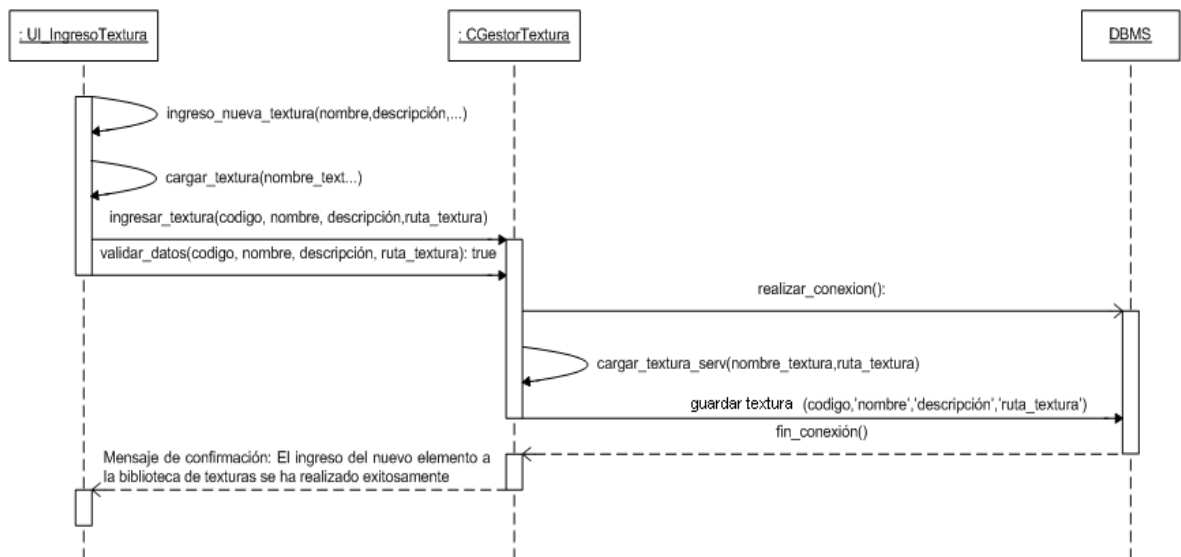 : UI_IngresoTextura
: CGestorTextura
DBMS
ingreso_nueva_textura(nombre,descripción,...)
cargar_textura(nombre_text...)
ingresar_textura(codigo, nombre, descripción,ruta_textura)
validar_datos(codigo, nombre, descripción, ruta_textura): true
realizar_conexion():
cargar_textura_serv(nombre_textura,ruta_textura)
guardar textura (codigo,'nombre','descripción','ruta_textura')
fin_conexión()
Mensaje de confirmación: El ingreso del nuevo elemento a
la biblioteca de texturas se ha realizado exitosamente